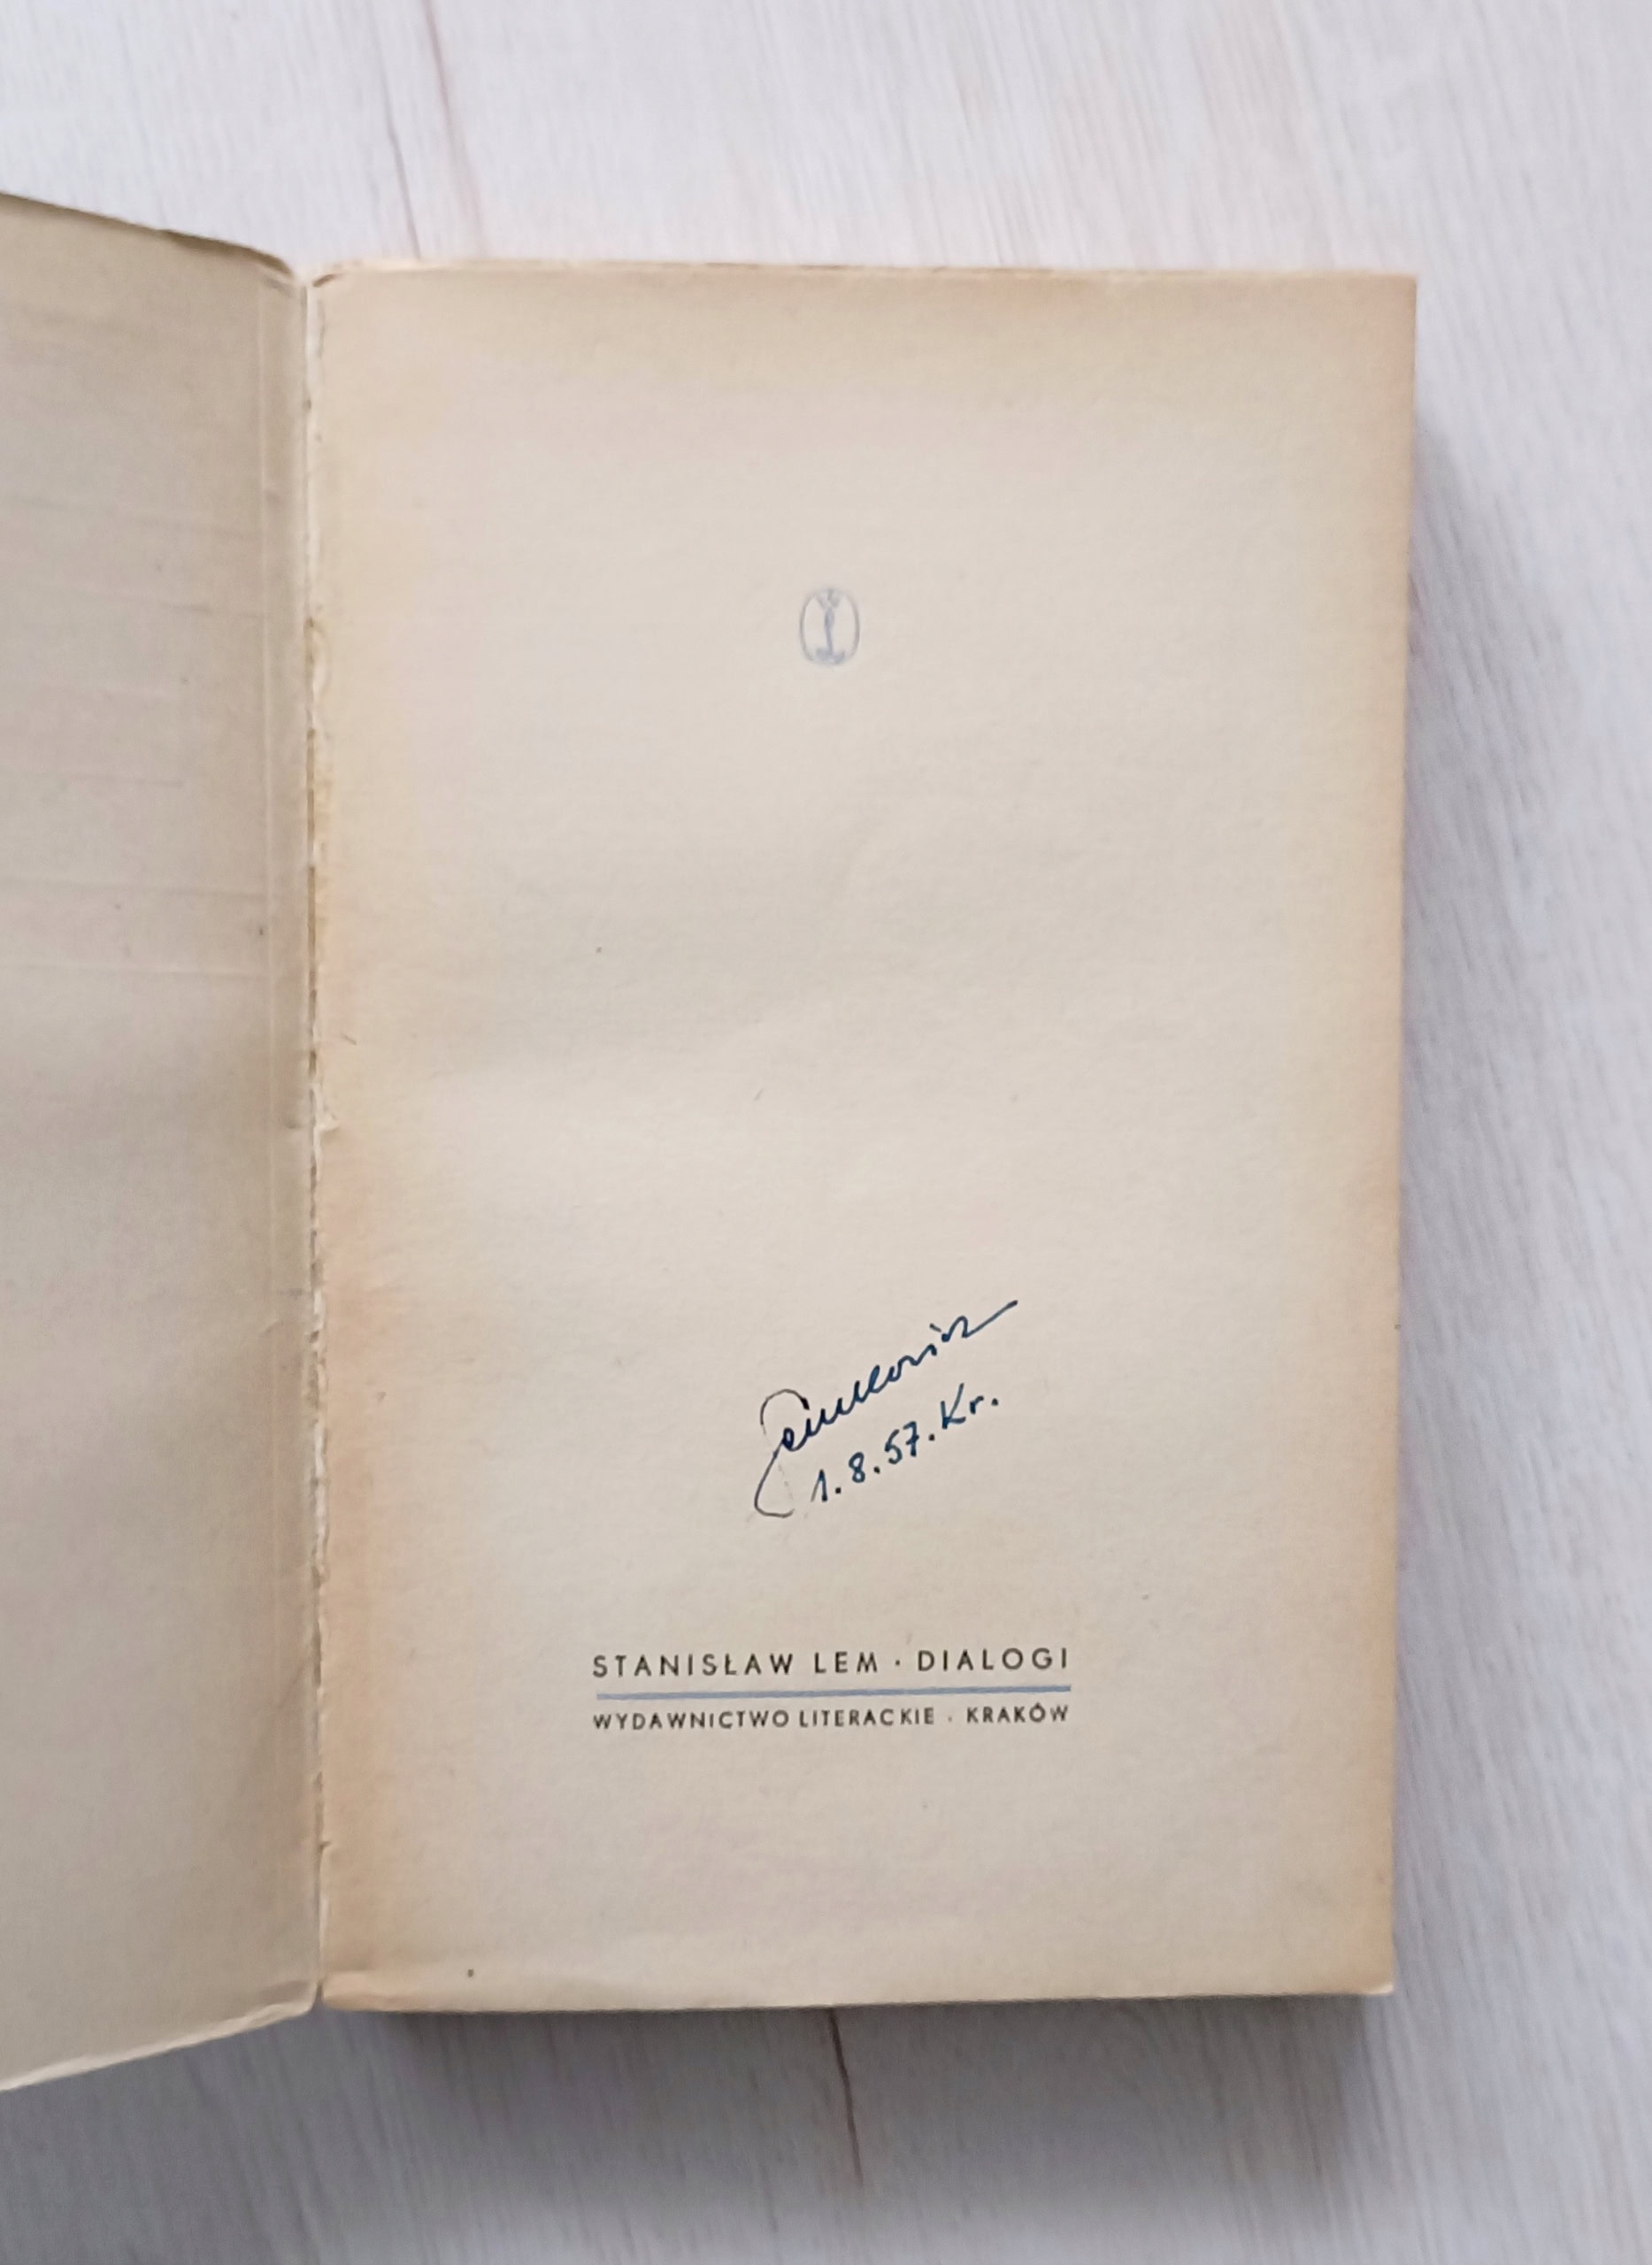 1.8.57.Kr.
STANISŁAW LEM · DIALOGI
WYDAWNICTWO LITERACKIE · KRAKÓW